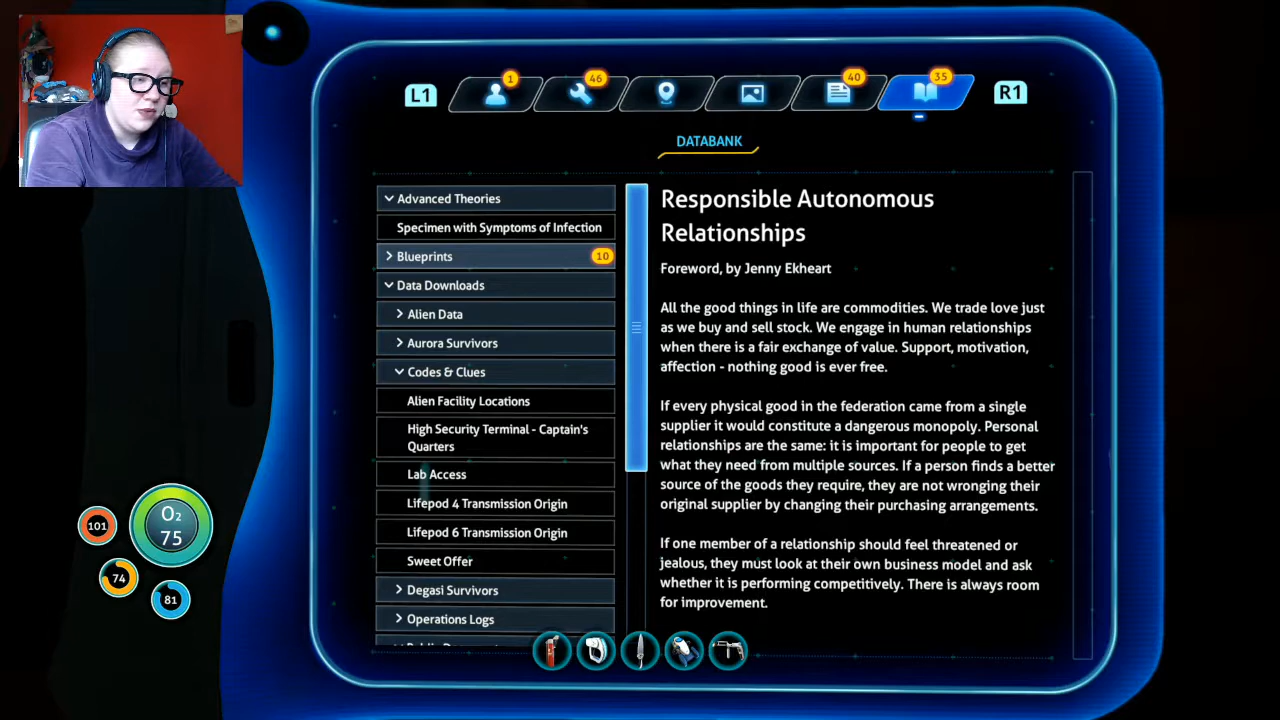 L1
1
46
40
35
R1
DATABANK
Advanced Theories
Specimen with Symptoms of Infection
Blueprints
10
Data Downloads
Alien Data
Aurora Survivors
Codes & Clues
Alien Facility Locations
High Security Terminal - Captain's
Quarters
Lab Access
Lifepod 4 Transmission Origin
Lifepod 6 Transmission Origin
Sweet Offer
Degasi Survivors
Operations Logs
Responsible Autonomous
Relationships
Foreword, by Jenny Ekheart
All the good things in life are commodities. We trade love just
as we buy and sell stock. We engage in human relationships
when there is a fair exchange of value. Support, motivation,
affection - nothing good is ever free.
If every physical good in the federation came from a single
supplier it would constitute a dangerous monopoly. Personal
relationships are the same: it is important for people to get
what they need from multiple sources. If a person finds a better
source of the goods they require, they are not wronging their
original supplier by changing their purchasing arrangements.
If one member of a relationship should feel threatened or
jealous, they must look at their own business model and ask
whether it is performing competitively. There is always room
for improvement.
O2
75
101
74
81